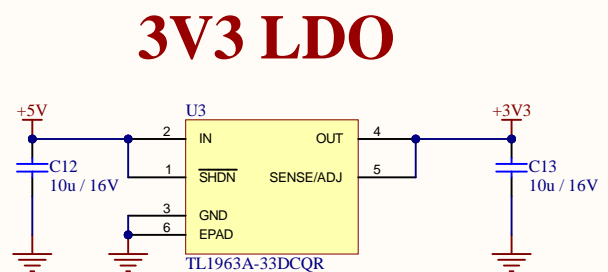 3V3 LDO
+5V
U3
+3V3
2 IN OUT 4
C12
10u / 16V
1 SHDN SENSE/ADJ 5
C13
10u / 16V
3 GND
6 EPAD
TL1963A-33DCQR